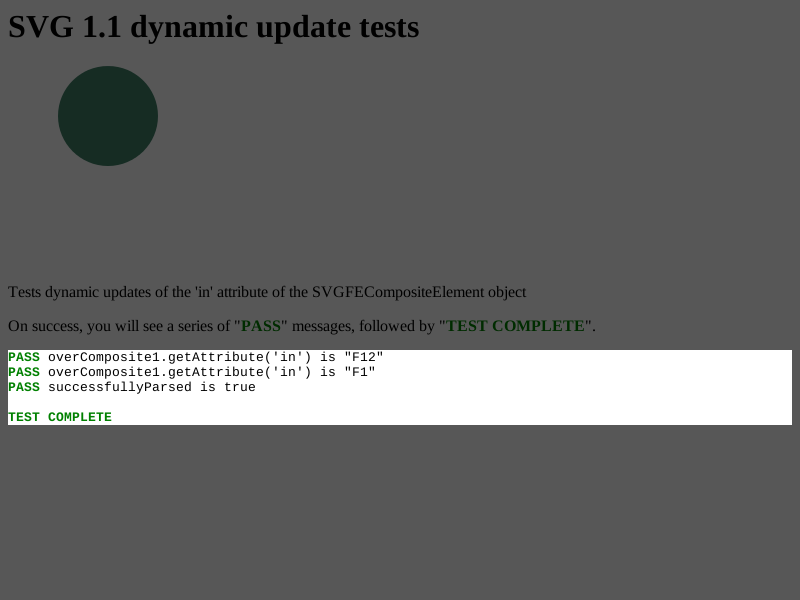 SVG 1.1 dynamic update tests
Tests dynamic updates of the 'in' attribute of the SVGFECompositeElement object
On success, you will see a series of "PASS" messages, followed by "TEST COMPLETE".
PASS overComposite1.getAttribute('in') is "F12"
PASS overComposite1.getAttribute('in') is "F1"
PASS successfullyParsed is true
TEST COMPLETE